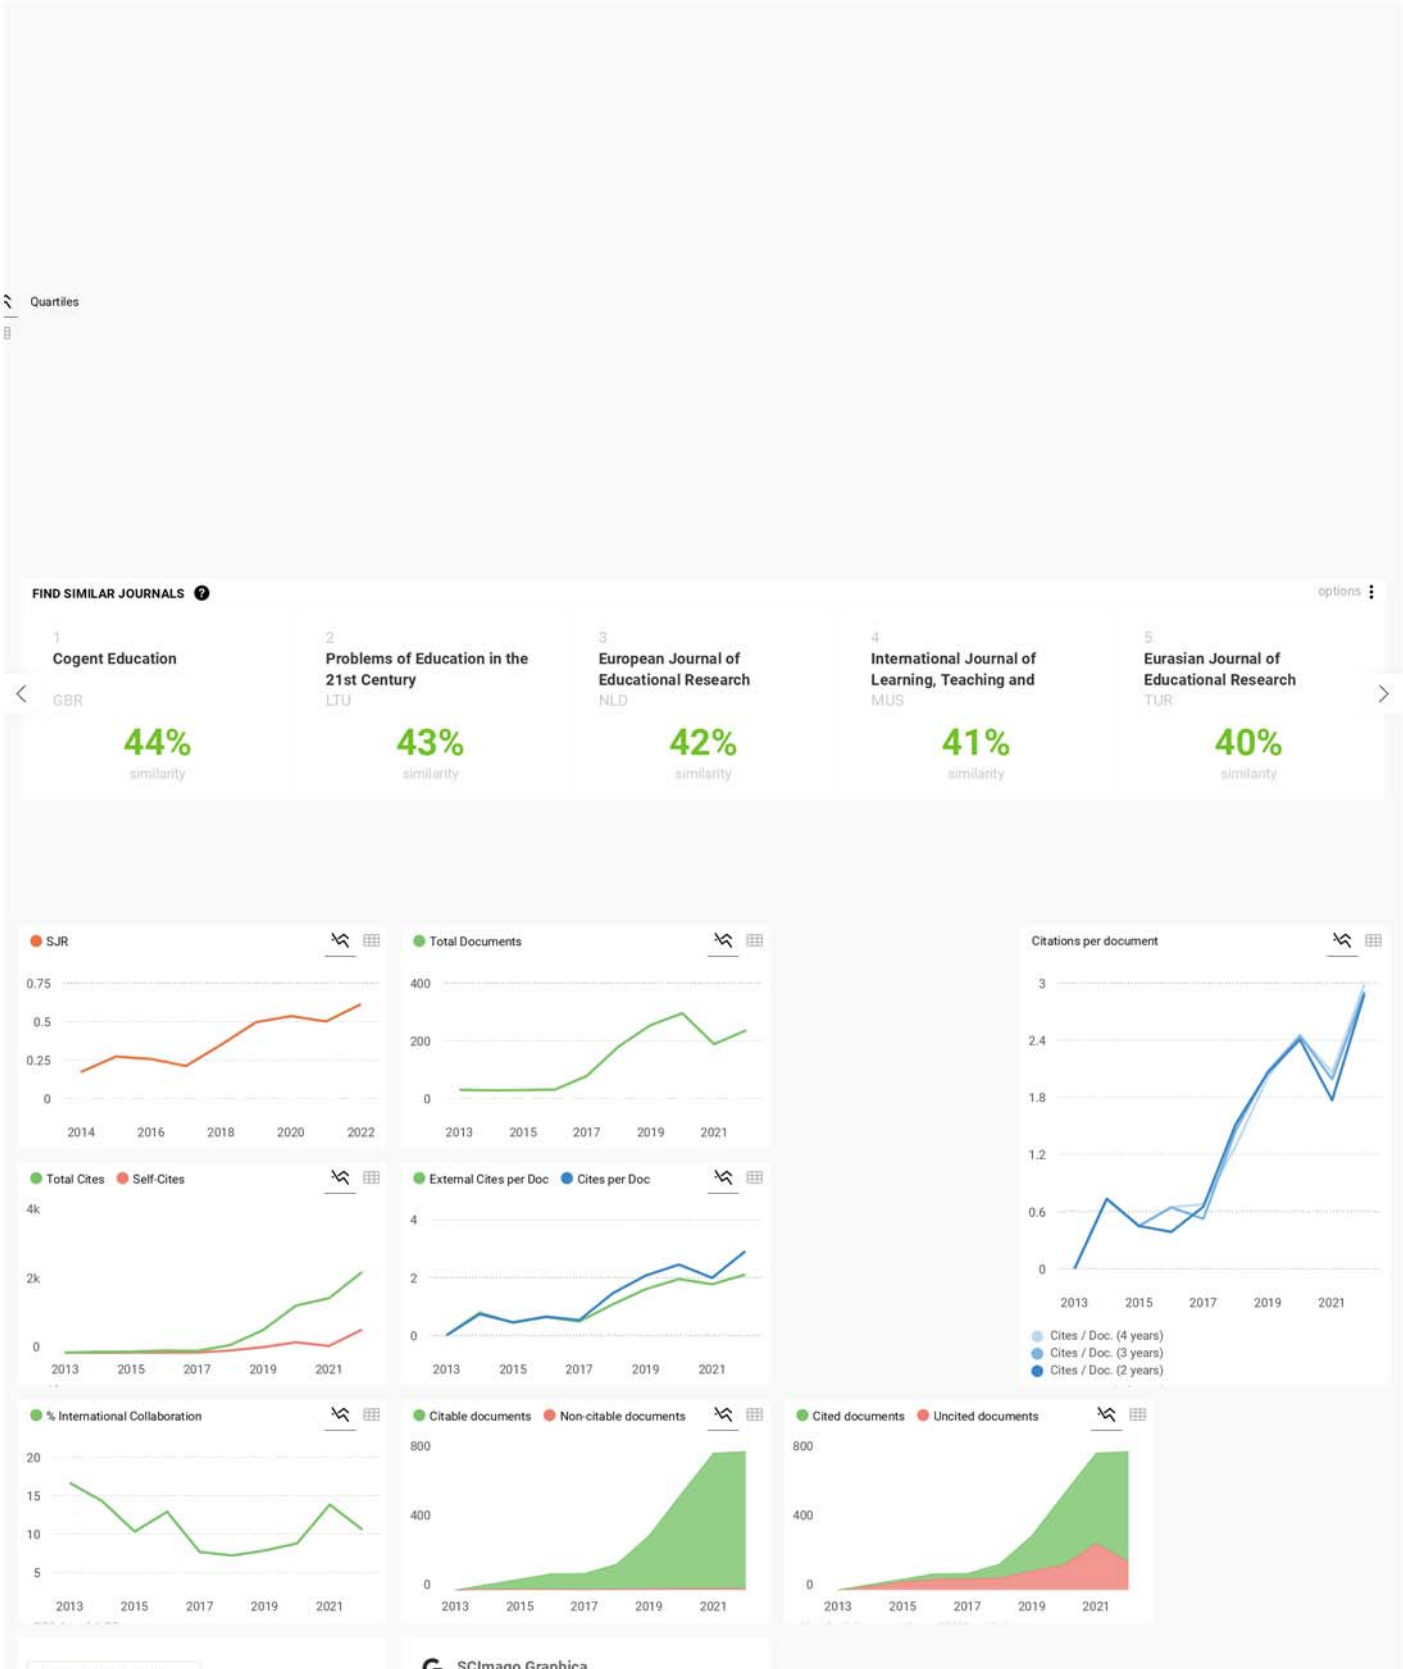 Quartiles
FIND SIMILAR JOURNALS ?
options
1
Cogent Education
GBR
44%
similarity
2
Problems of Education in the
21st Century
LTU
43%
similarity
3
European Journal of
Educational Research
NLD
42%
similarity
4
International Journal of
Learning, Teaching and
MUS
41%
similarity
5
Eurasian Journal of
Educational Research
TUR
40%
similarity
SJR
0.75
0.5
0.25
0
2014 2016 2018 2020 2022
Total Documents
400
200
0
2013 2015 2017 2019 2021
Citations per document
3
2.4
1.8
1.2
0.6
0
2013 2015 2017 2019 2021
Cites / Doc. (4 years)
Cites / Doc. (3 years)
Cites / Doc. (2 years)
Total Cites Self-Cites
4k
2k
0
2013 2015 2017 2019 2021
External Cites per Doc Cites per Doc
4
2
0
2013 2015 2017 2019 2021
% International Collaboration
20
15
10
5
2013 2015 2017 2019 2021
Citable documents Non-citable documents
800
400
0
2013 2015 2017 2019 2021
Cited documents Uncited documents
800
400
0
2013 2015 2017 2019 2021
SCImago Graphica